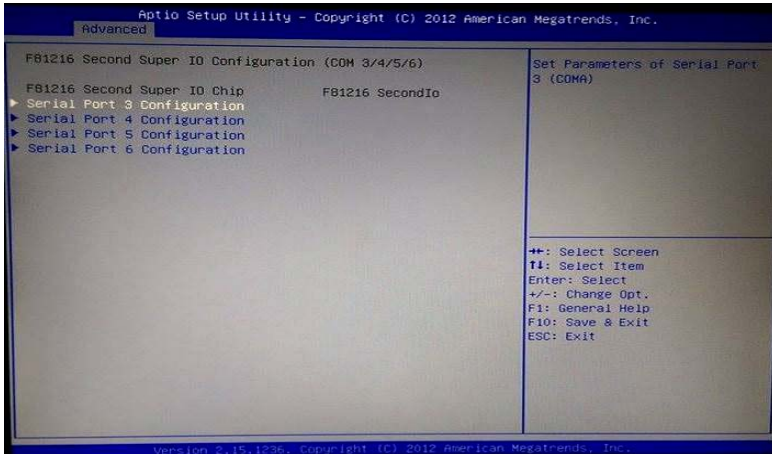 Aptio Setup Utility – Copyright (C) 2012 American Megatrends, Inc.
Advanced
F81216 Second Super IO Configuration (COM 3/4/5/6)
F81216 Second Super IO Chip F81216 SecondIo
► Serial Port 3 Configuration
► Serial Port 4 Configuration
► Serial Port 5 Configuration
► Serial Port 6 Configuration
Set Parameters of Serial Port
3 (COMA)
→←: Select Screen
↑↓: Select Item
Enter: Select
+/-: Change Opt.
F1: General Help
F10: Save & Exit
ESC: Exit
Version 2.15.1236. Copyright (C) 2012 American Megatrends, Inc.